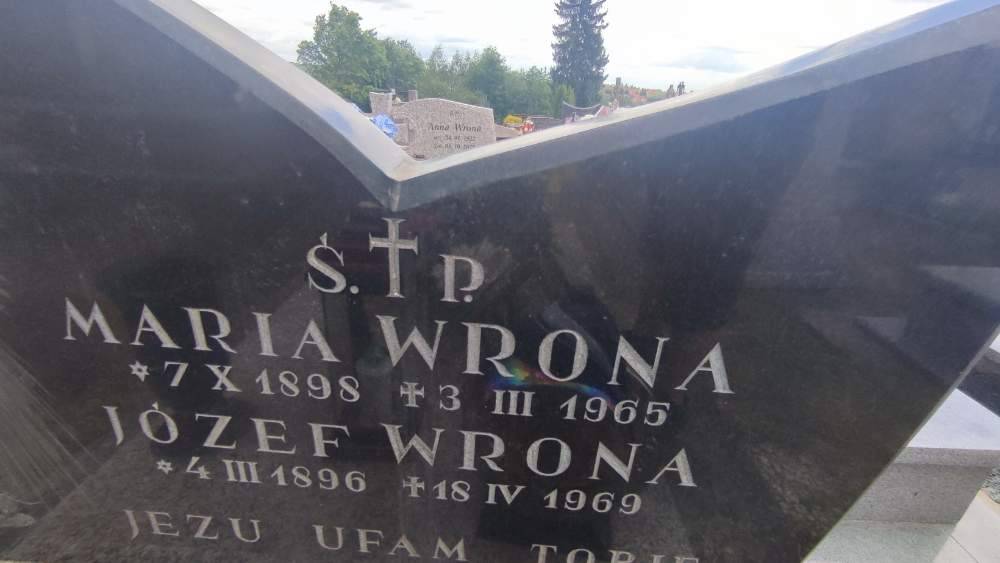 Anna Wrona
Ś. P.
MARIA WRONA
* 7 X 1898 + 3 III 1965
JÓZEF WRONA
* 4 III 1896 + 18 IV 1969
JEZU UFAM TOBIE